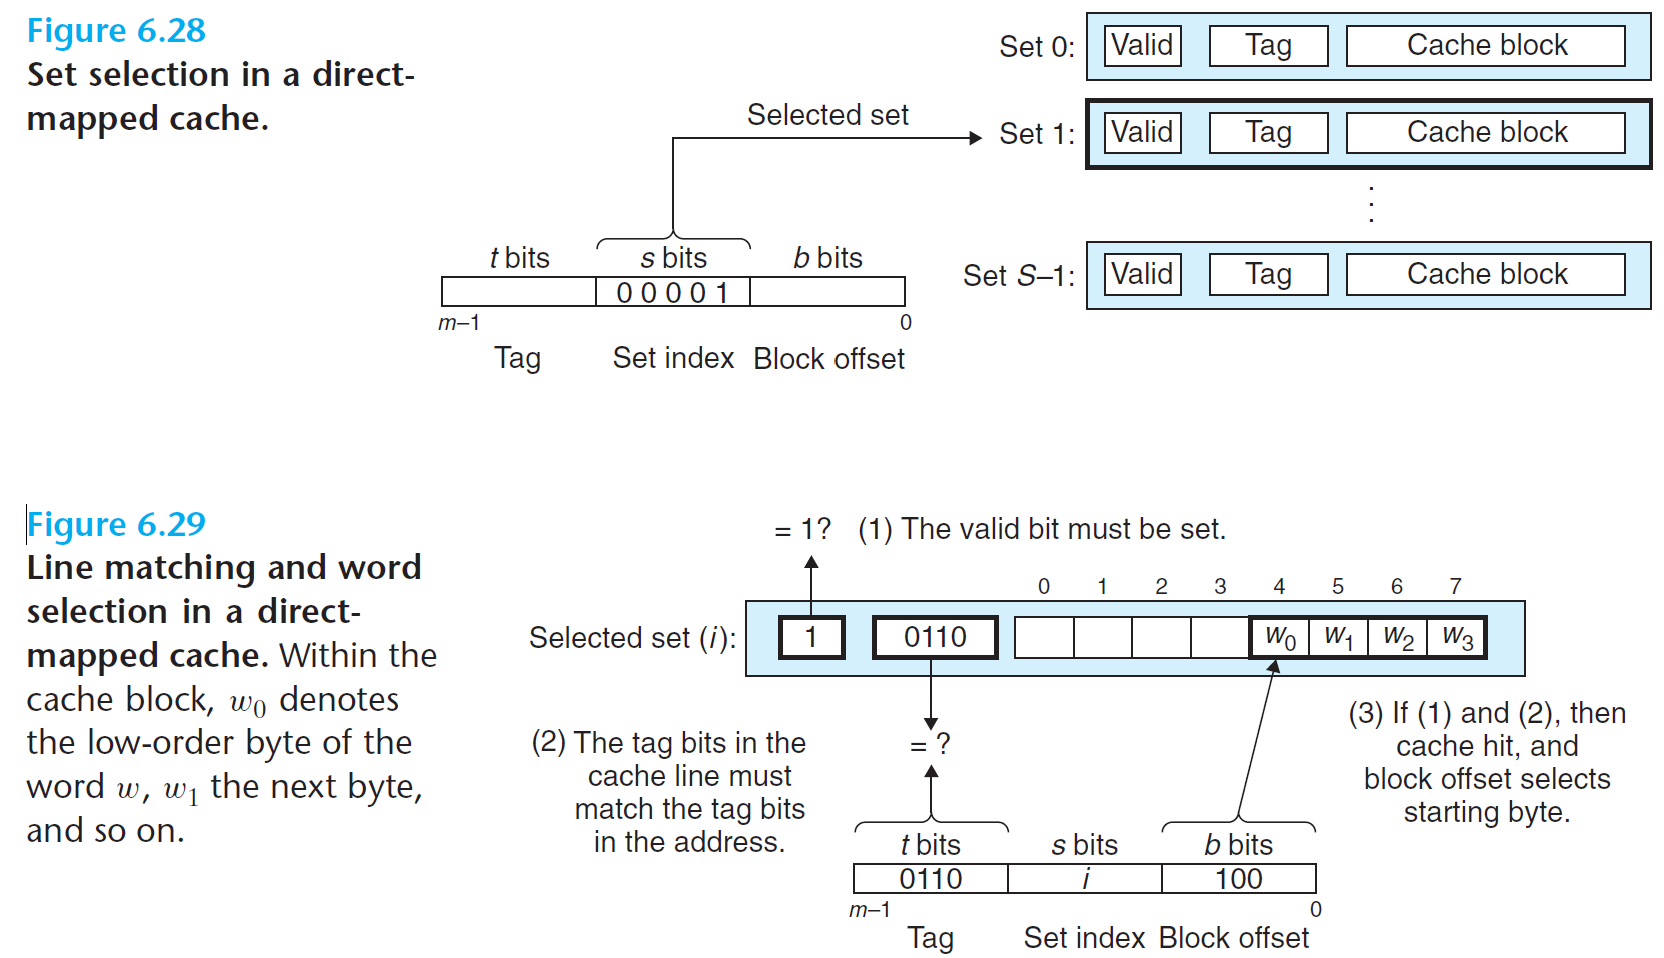 Figure 6.28
Set selection in a direct-
mapped cache.
Set 0: Valid Tag Cache block
Selected set
Set 1: Valid Tag Cache block
⋮
Set S–1: Valid Tag Cache block
t bits s bits b bits
0 0 0 0 1
m–1 0
Tag Set index Block offset
Figure 6.29
Line matching and word
selection in a direct-
mapped cache. Within the
cache block, w0 denotes
the low-order byte of the
word w, w1 the next byte,
and so on.
= 1? (1) The valid bit must be set.
0 1 2 3 4 5 6 7
Selected set (i): 1 0110 w0 w1 w2 w3
(2) The tag bits in the
cache line must
match the tag bits
in the address.
= ?
(3) If (1) and (2), then
cache hit, and
block offset selects
starting byte.
t bits s bits b bits
0110 i 100
m–1 0
Tag Set index Block offset